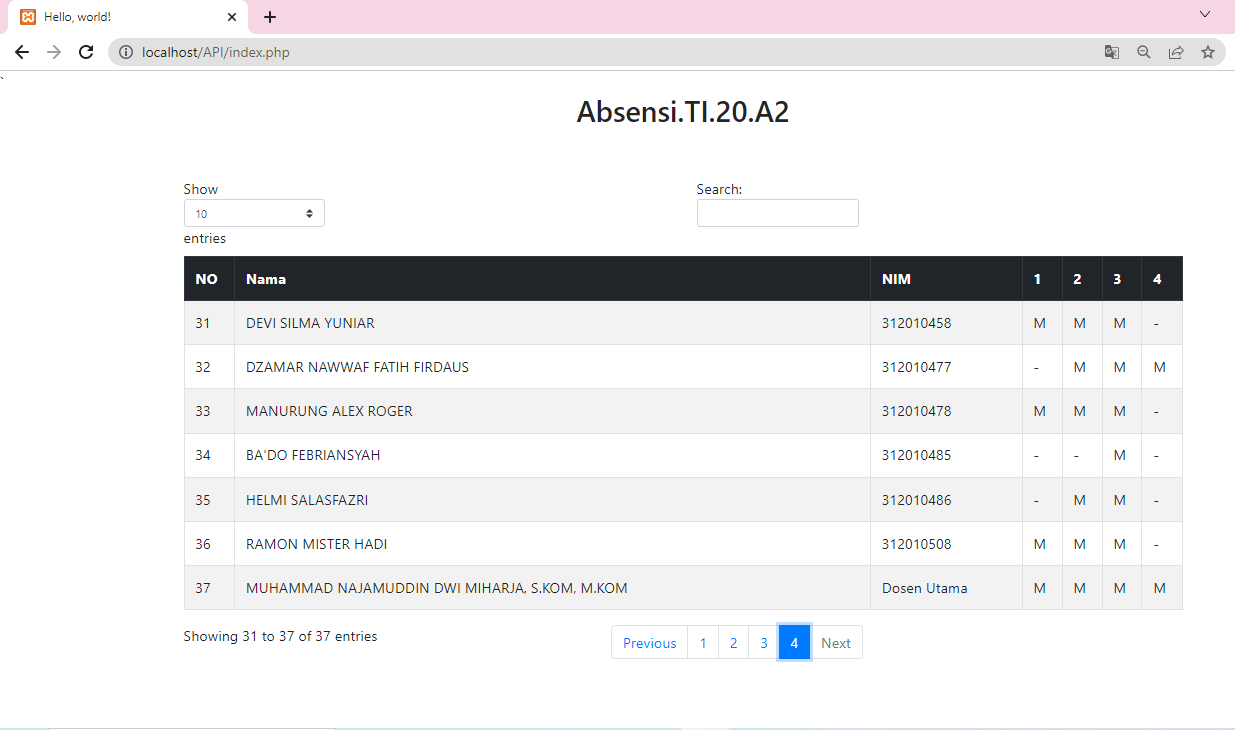 Hello, world!
localhost/API/index.php
`
Absensi.TI.20.A2
Show
Search:
10
entries
NO Nama NIM 1 2 3 4
31 DEVI SILMA YUNIAR 312010458 M M M -
32 DZAMAR NAWWAF FATIH FIRDAUS 312010477 - M M M
33 MANURUNG ALEX ROGER 312010478 M M M -
34 BA'DO FEBRIANSYAH 312010485 - - M -
35 HELMI SALASFAZRI 312010486 - M M -
36 RAMON MISTER HADI 312010508 M M M -
37 MUHAMMAD NAJAMUDDIN DWI MIHARJA, S.KOM, M.KOM Dosen Utama M M M M
Showing 31 to 37 of 37 entries
Previous 1 2 3 4 Next